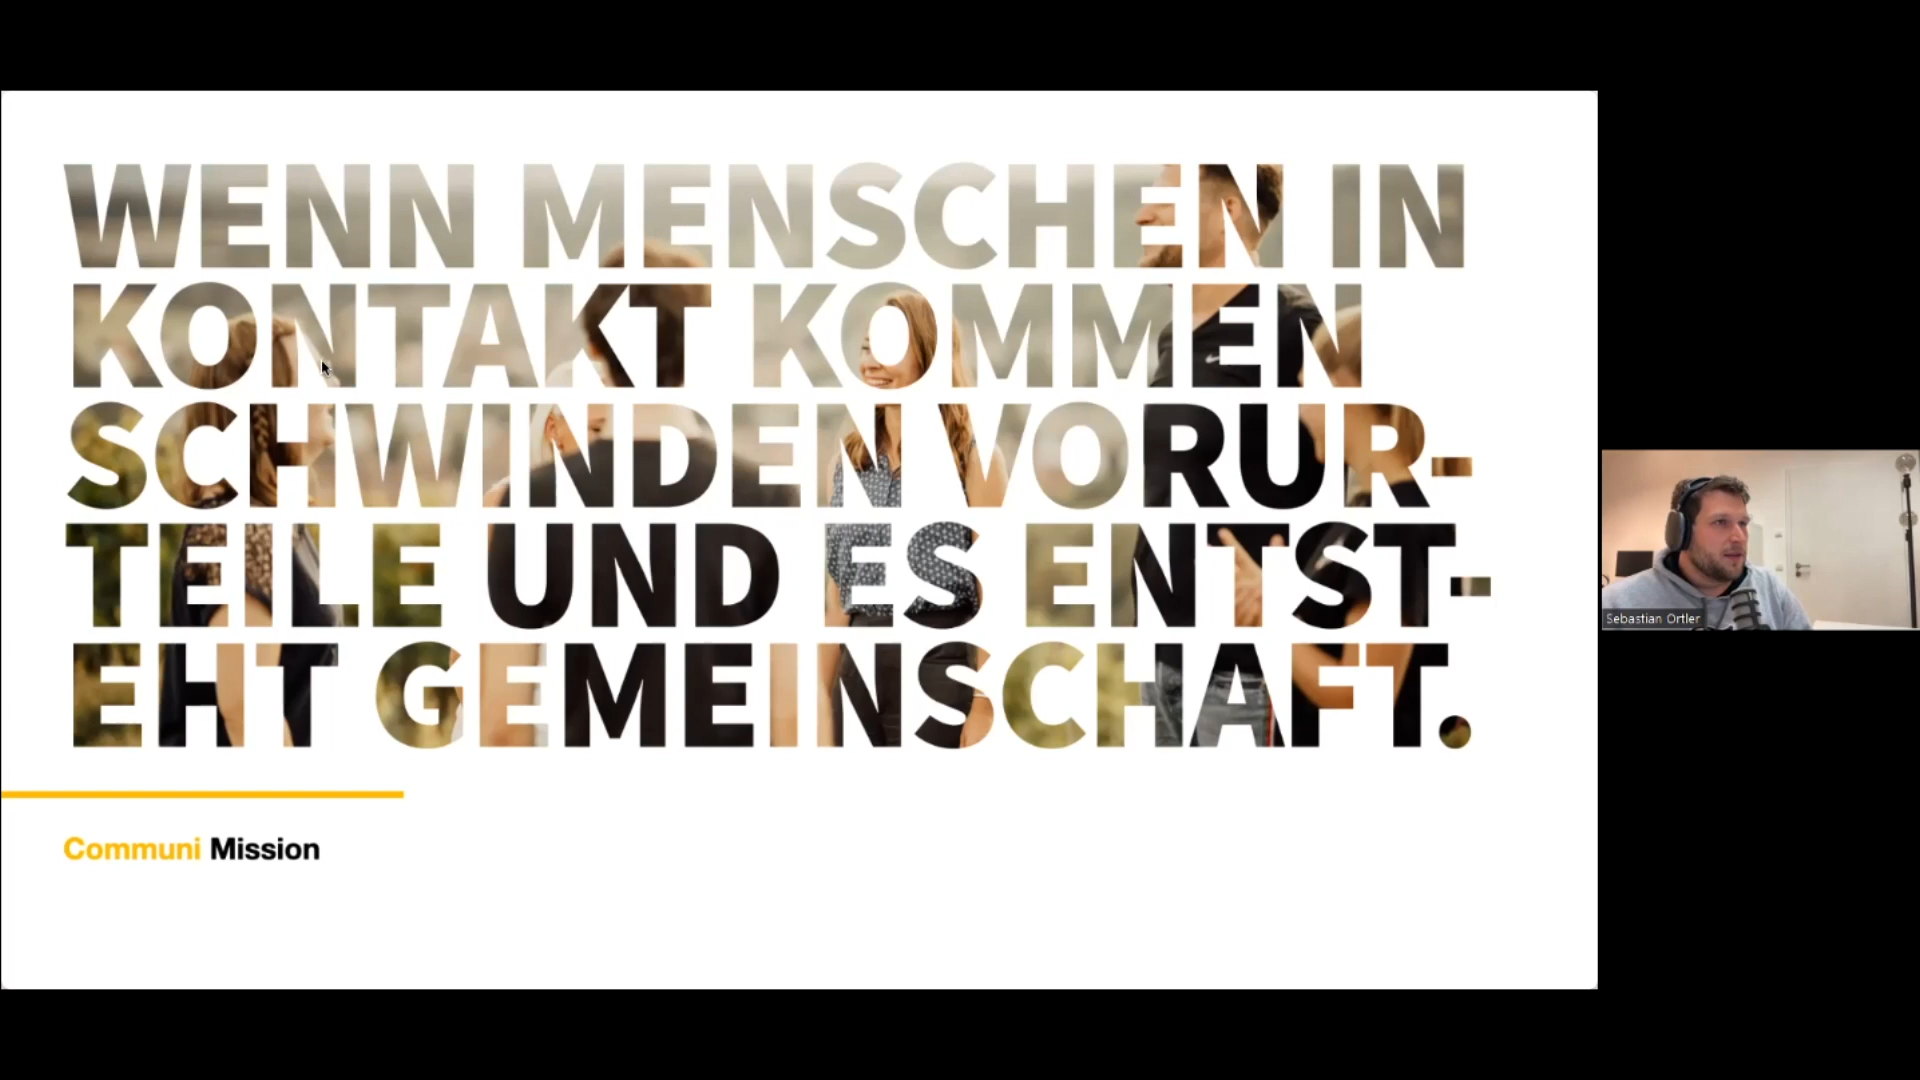 WENN MENSCHEN IN
KONTAKT KOMMEN
SCHWINDEN VORUR-
TEILE UND ES ENTST-
EHT GEMEINSCHAFT.
Communi Mission
Sebastian Ortler